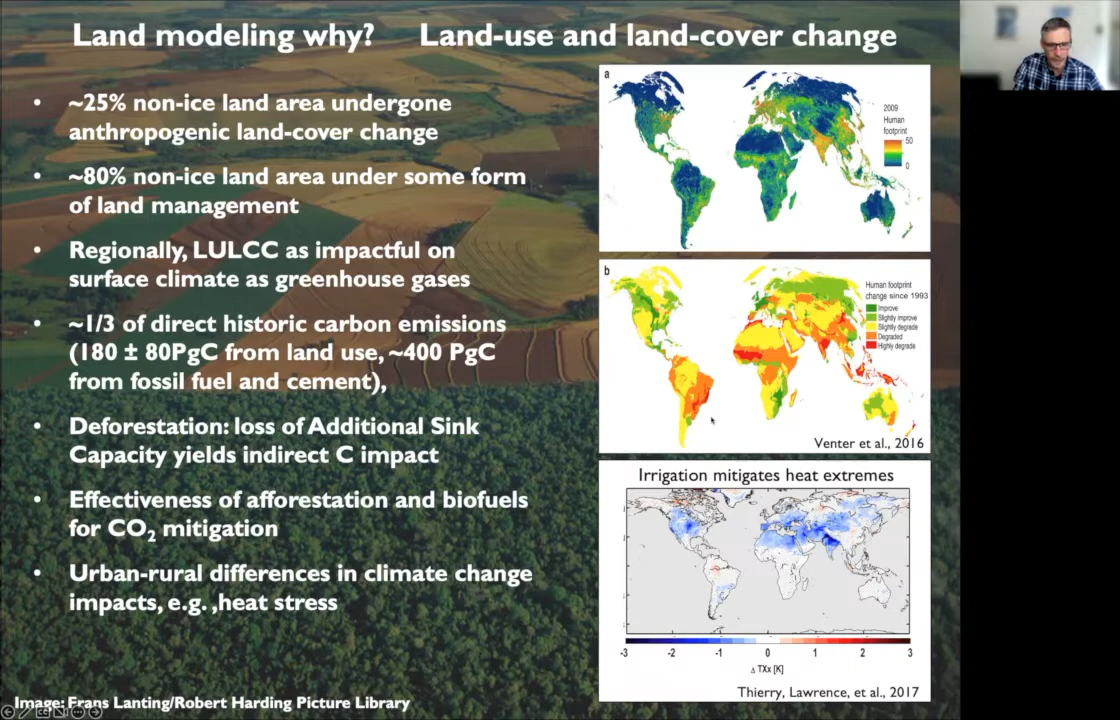 Land modeling why? Land-use and land-cover change
• ~25% non-ice land area undergone
anthropogenic land-cover change
• ~80% non-ice land area under some form
of land management
• Regionally, LULCC as impactful on
surface climate as greenhouse gases
• ~1/3 of direct historic carbon emissions
(180 ± 80PgC from land use, ~400 PgC
from fossil fuel and cement),
• Deforestation: loss of Additional Sink
Capacity yields indirect C impact
• Effectiveness of afforestation and biofuels
for CO₂ mitigation
• Urban-rural differences in climate change
impacts, e.g. ,heat stress
Image: Frans Lanting/Robert Harding Picture Library
a
2009
Human
footprint
50
0
b
Human footprint
change since 1993
Improve
Slightly improve
Slightly degrade
Degraded
Highly degrade
Venter et al., 2016
Irrigation mitigates heat extremes
-3 -2 -1 0 1 2 3
Δ TXx [K]
Thierry, Lawrence, et al., 2017